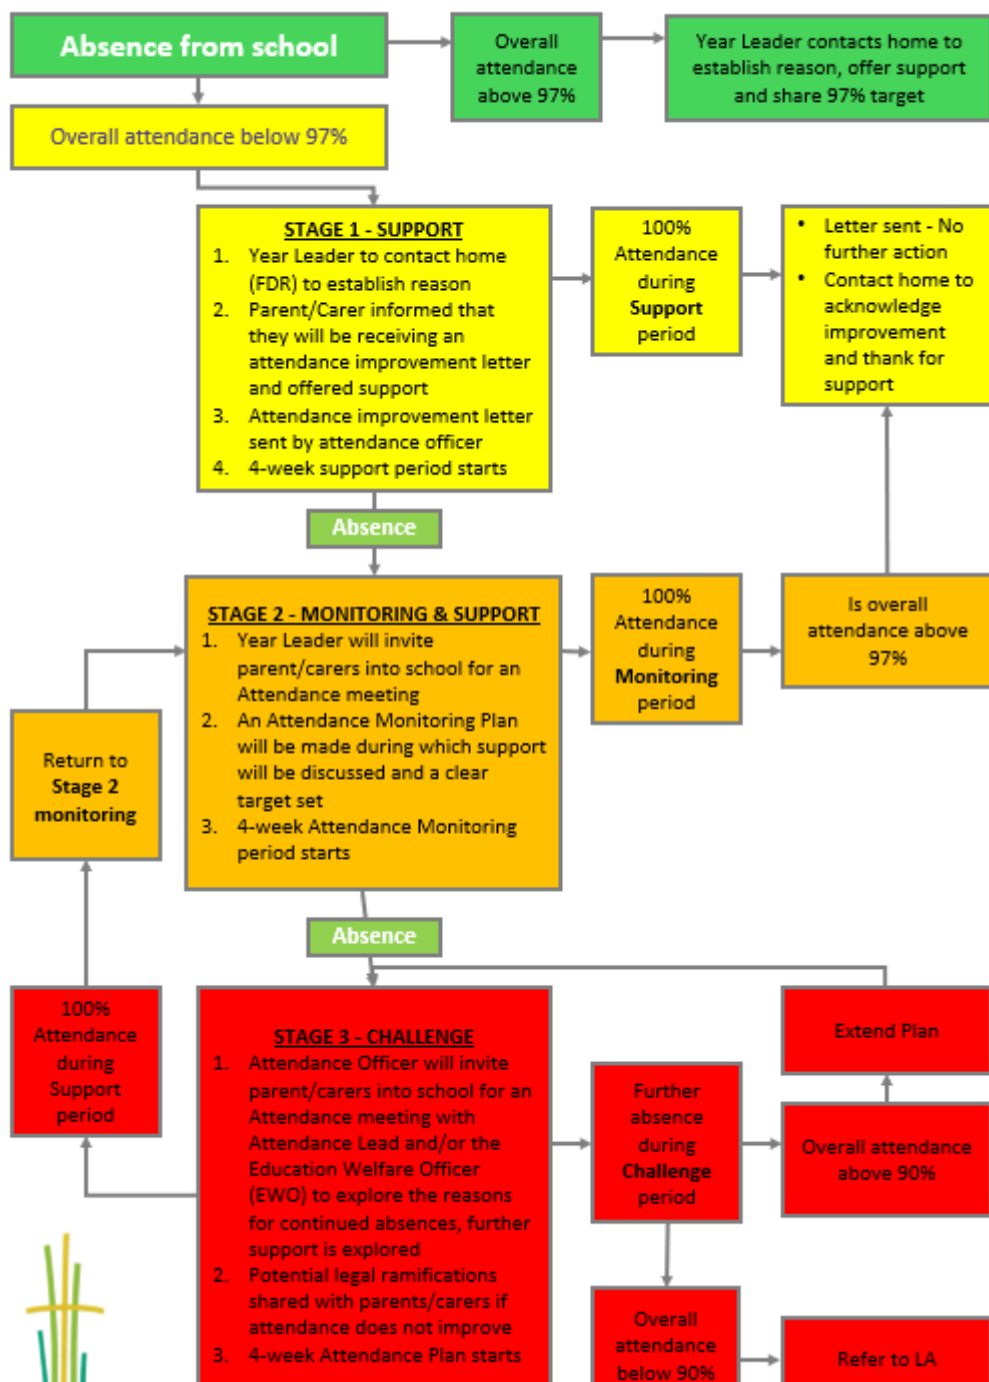 Absence from school
Overall
attendance
above 97%
Year Leader contacts home to
establish reason, offer support
and share 97% target
Overall attendance below 97%
STAGE 1 - SUPPORT
1. Year Leader to contact home
(FDR) to establish reason
2. Parent/Carer informed that
they will be receiving an
attendance improvement letter
and offered support
3. Attendance improvement letter
sent by attendance officer
4. 4-week support period starts
100%
Attendance
during
Support
period
• Letter sent - No
further action
• Contact home to
acknowledge
improvement
and thank for
support
Absence
STAGE 2 - MONITORING & SUPPORT
1. Year Leader will invite
parent/carers into school for an
Attendance meeting
2. An Attendance Monitoring Plan
will be made during which support
will be discussed and a clear
target set
3. 4-week Attendance Monitoring
period starts
100%
Attendance
during
Monitoring
period
Is overall
attendance above
97%
Return to
Stage 2
monitoring
Absence
100%
Attendance
during
Support
period
STAGE 3 - CHALLENGE
1. Attendance Officer will invite
parent/carers into school for an
Attendance meeting with
Attendance Lead and/or the
Education Welfare Officer
(EWO) to explore the reasons
for continued absences, further
support is explored
2. Potential legal ramifications
shared with parents/carers if
attendance does not improve
3. 4-week Attendance Plan starts
Further
absence
during
Challenge
period
Extend Plan
Overall attendance
above 90%
Overall
attendance
below 90%
Refer to LA